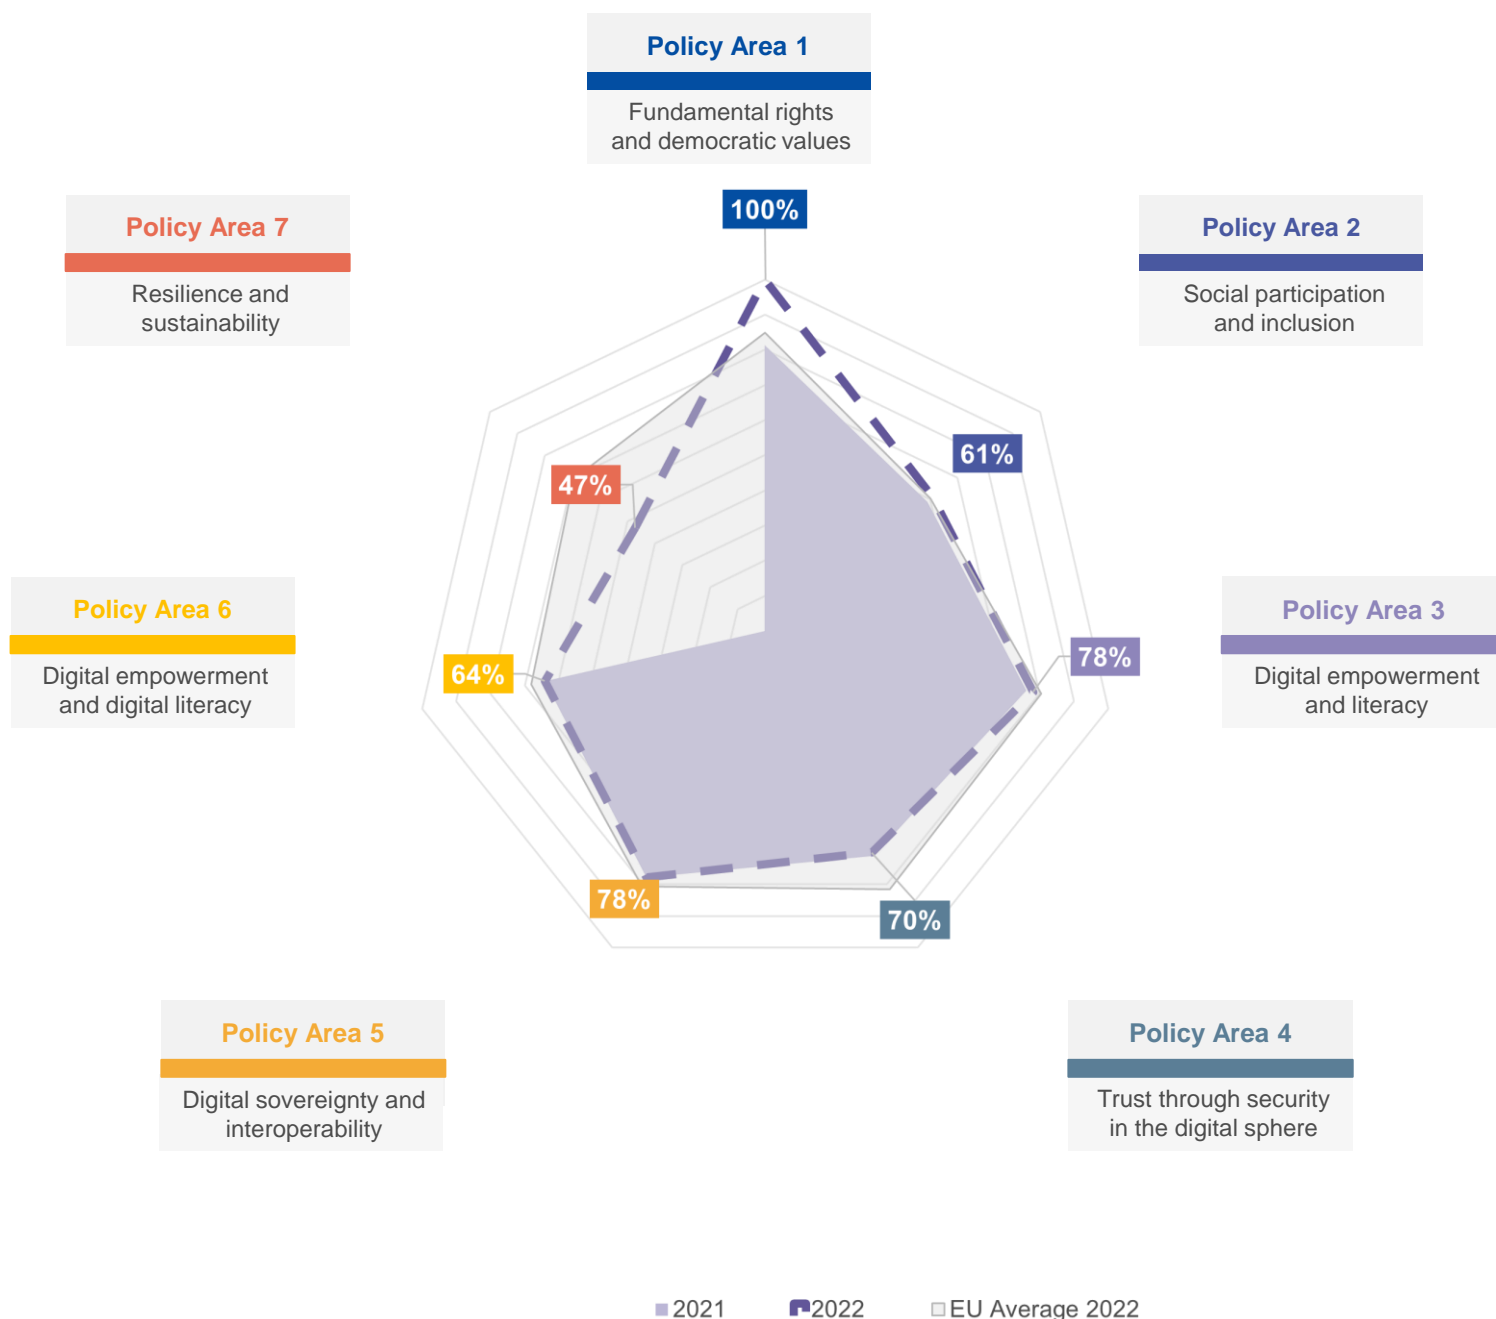 Policy Area 1
Fundamental rights
and democratic values
100%
Policy Area 7
Resilience and
sustainability
Policy Area 2
Social participation
and inclusion
61%
47%
Policy Area 6
Digital empowerment
and digital literacy
64%
Policy Area 3
Digital empowerment
and literacy
78%
78%
70%
Policy Area 5
Digital sovereignty and
interoperability
Policy Area 4
Trust through security
in the digital sphere
2021
2022
EU Average 2022